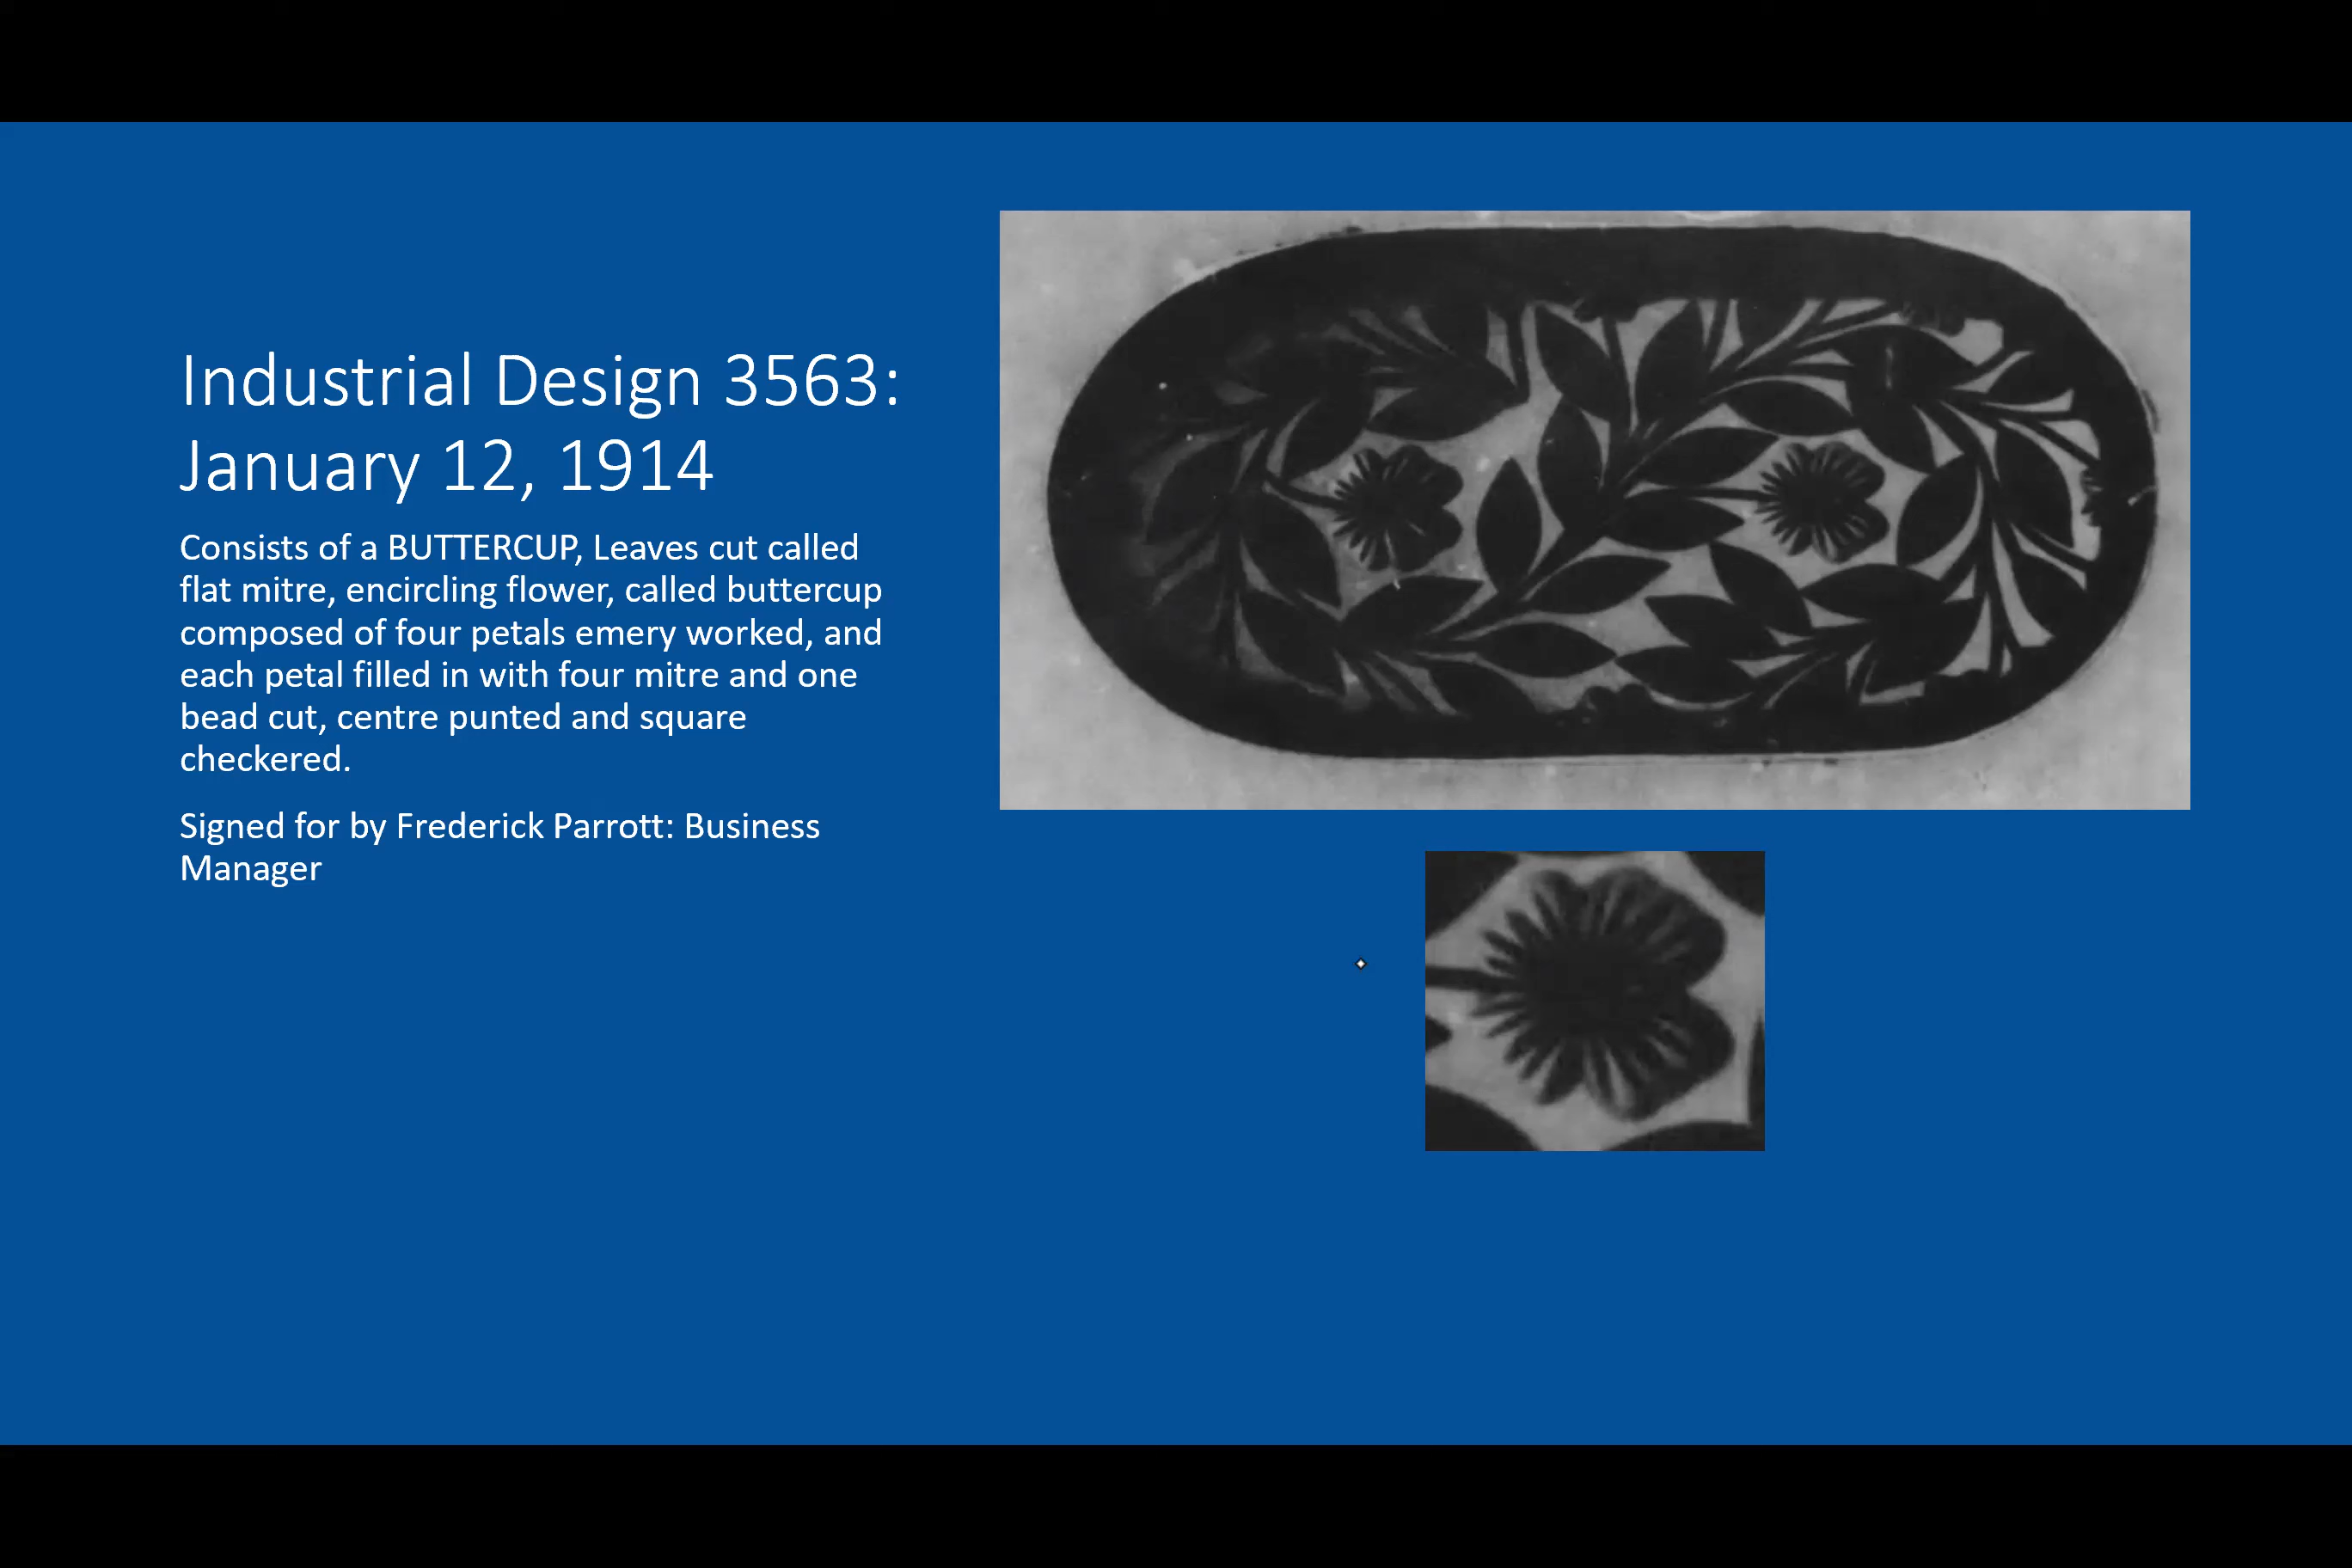 Industrial Design 3563:
January 12, 1914
Consists of a BUTTERCUP, Leaves cut called
flat mitre, encircling flower, called buttercup
composed of four petals emery worked, and
each petal filled in with four mitre and one
bead cut, centre punted and square
checkered.
Signed for by Frederick Parrott: Business
Manager